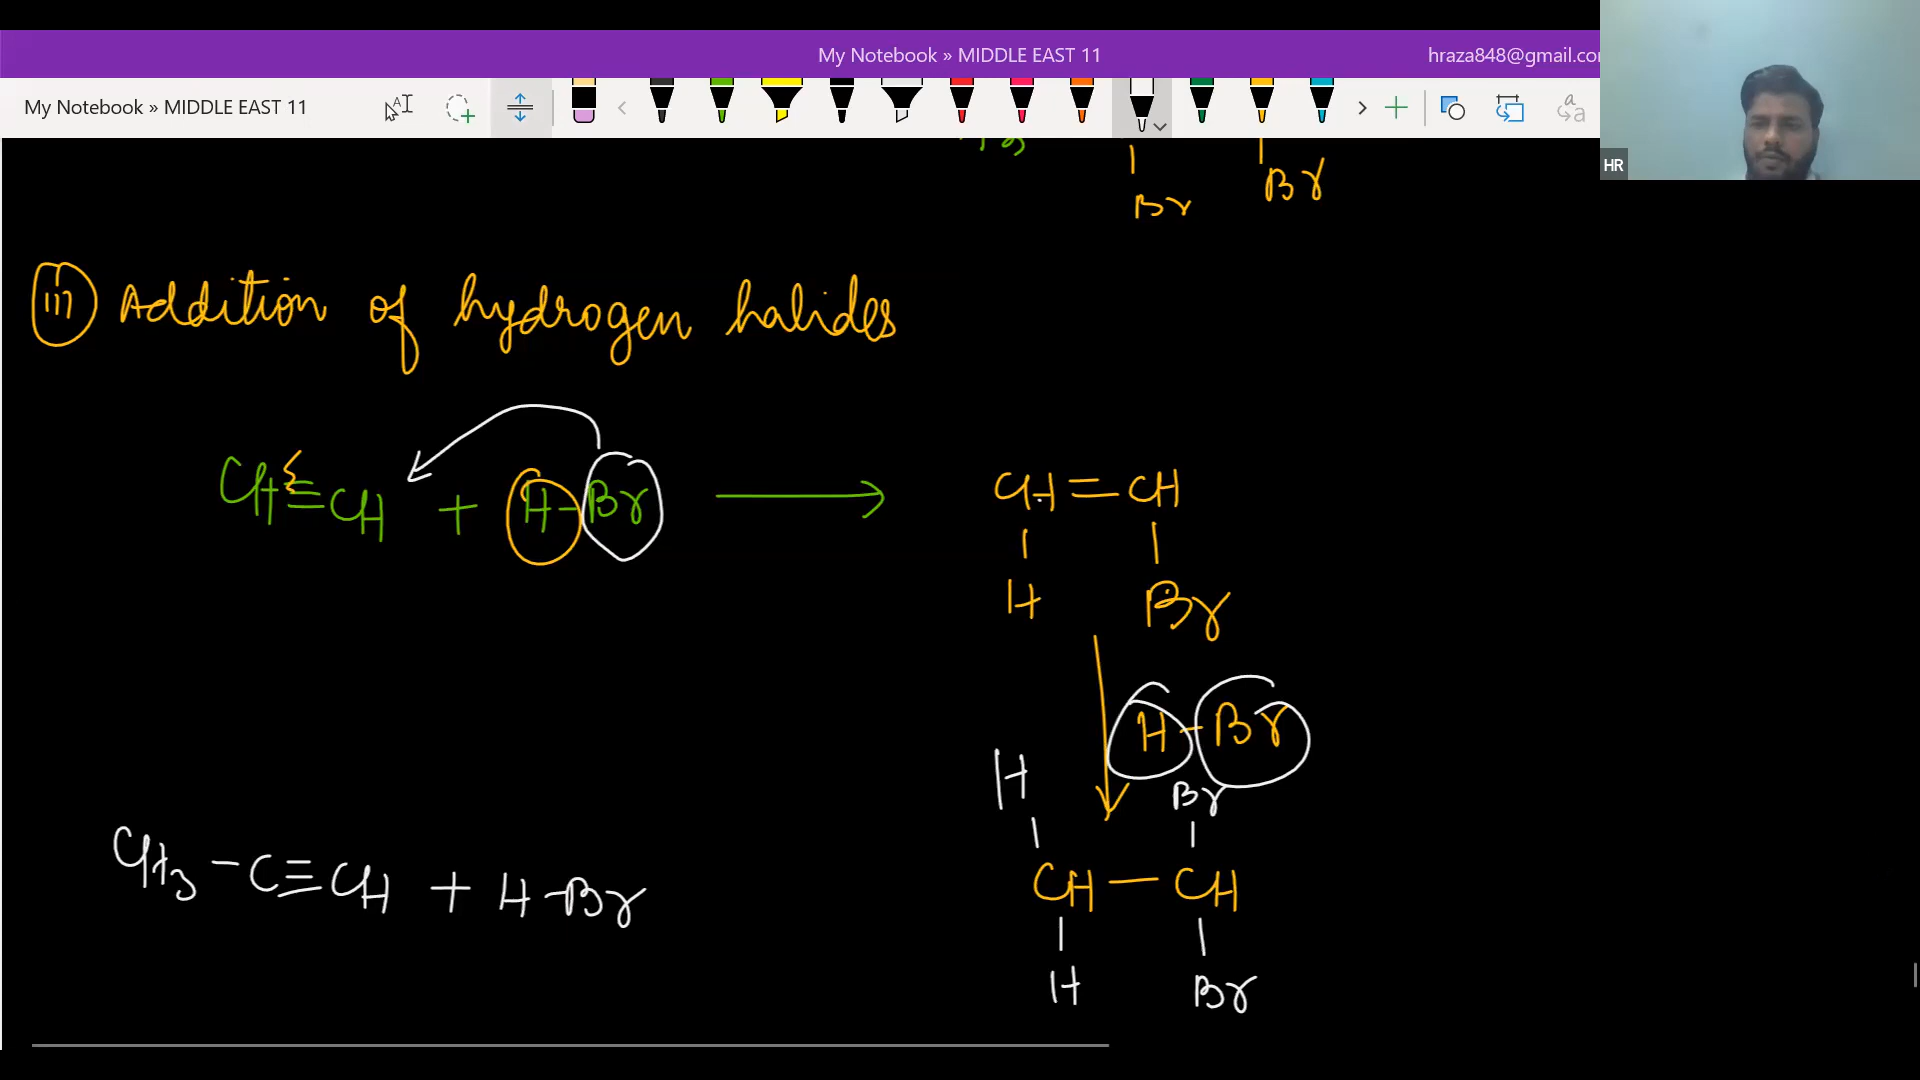 My Notebook » MIDDLE EAST 11
hraza848@gmail.co
My Notebook » MIDDLE EAST 11
HR
Br Br
iii Addition of hydrogen halides
CH≡CH + H-Br ⟶ CH=CH
H Br
H-Br
H Br
CH3-C≡CH + H-Br
CH—CH
H Br